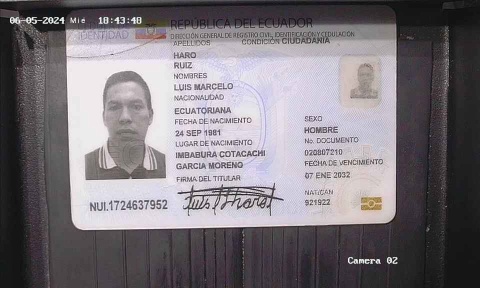 06-05-2024 Mié 18:43:48
REPÚBLICA DEL ECUADOR
DIRECCIÓN GENERAL DE REGISTRO CIVIL, IDENTIFICACIÓN Y CEDULACIÓN
IDENTIDAD
APELLIDOS CONDICIÓN CIUDADANÍA
HARO
RUIZ
NOMBRES
LUIS MARCELO
NACIONALIDAD
ECUATORIANA
FECHA DE NACIMIENTO
24 SEP 1981
LUGAR DE NACIMIENTO
IMBABURA COTACACHI
GARCIA MORENO
FIRMA DEL TITULAR
SEXO
HOMBRE
No. DOCUMENTO
020807210
FECHA DE VENCIMIENTO
07 ENE 2032
NAT/CAN
921922
NUI.1724637952
Camera 02